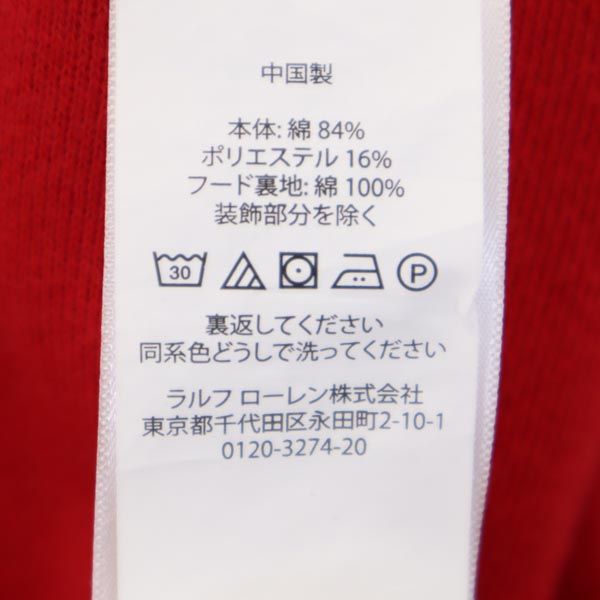 中国製
本体: 綿 84%
ポリエステル 16%
フード裏地: 綿 100%
装飾部分を除く
30 P
裏返してください
同系色どうしで洗ってください
ラルフ ローレン株式会社
東京都千代田区永田町2-10-1
0120-3274-20